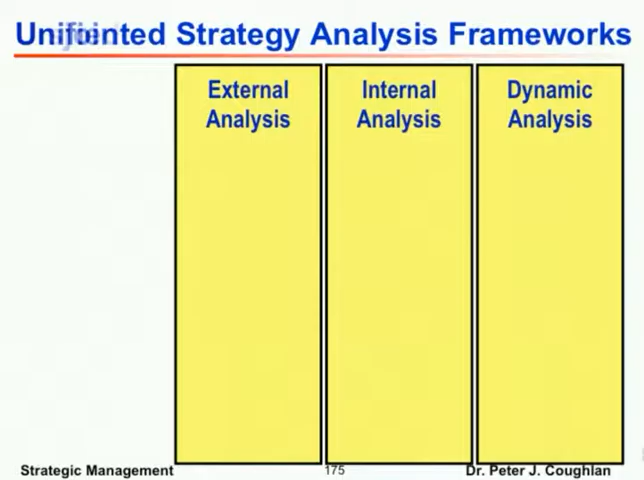 Strategy Analysis Frameworks
External Analysis
Internal Analysis
Dynamic Analysis
Strategic Management
175
Dr. Peter J. Coughlan